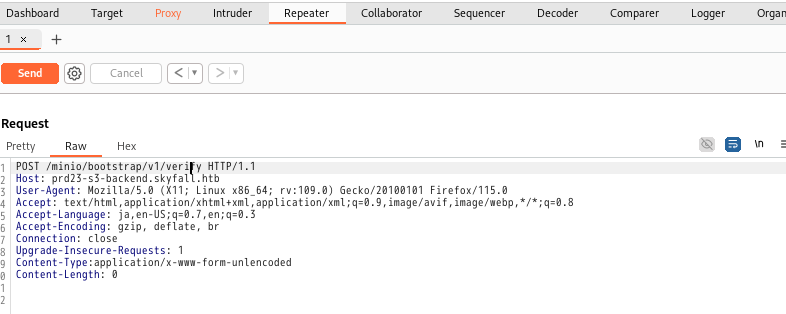 Dashboard Target Proxy Intruder Repeater Collaborator Sequencer Decoder Comparer Logger Organ
1 × +
Send Cancel < ▾ > ▾
Request
Pretty Raw Hex \n
1 POST /minio/bootstrap/v1/verify HTTP/1.1
2 Host: prd23-s3-backend.skyfall.htb
3 User-Agent: Mozilla/5.0 (X11; Linux x86_64; rv:109.0) Gecko/20100101 Firefox/115.0
4 Accept: text/html,application/xhtml+xml,application/xml;q=0.9,image/avif,image/webp,*/*;q=0.8
5 Accept-Language: ja,en-US;q=0.7,en;q=0.3
6 Accept-Encoding: gzip, deflate, br
7 Connection: close
8 Upgrade-Insecure-Requests: 1
9 Content-Type:application/x-www-form-unlencoded
0 Content-Length: 0
1
2